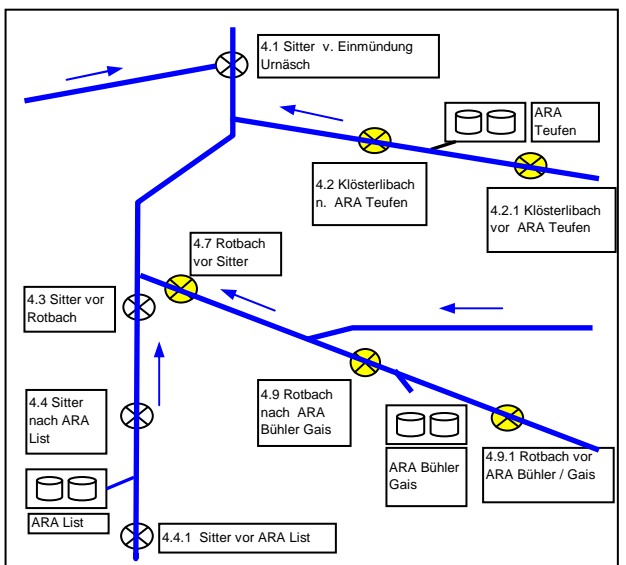 4.1 Sitter v. Einmündung
Urnäsch
ARA
Teufen
4.2 Klösterlibach
n. ARA Teufen
4.2.1 Klösterlibach
vor ARA Teufen
4.7 Rotbach
vor Sitter
4.3 Sitter vor
Rotbach
4.4 Sitter
nach ARA
List
4.9 Rotbach
nach ARA
Bühler Gais
ARA Bühler
Gais
4.9.1 Rotbach vor
ARA Bühler / Gais
ARA List
4.4.1 Sitter vor ARA List